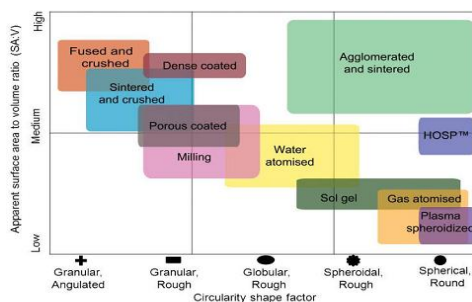 High
Medium
Low
Apparent surface area to volume ratio (SA:V)
Fused and
crushed
Dense coated
Sintered
and crushed
Agglomerated
and sintered
Porous coated
HOSP™
Milling
Water
atomised
Sol gel
Gas atomised
Plasma
spheroidized
Granular,
Angulated
Granular,
Rough
Globular,
Rough
Spheroidal,
Rough
Spherical,
Round
Circularity shape factor